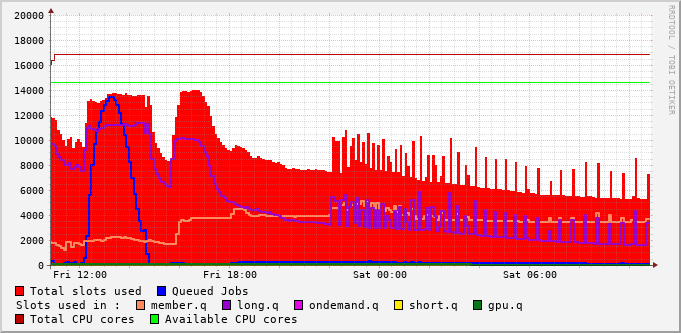 RRDTOOL / TOBI OETIKER
20000
18000
16000
14000
12000
10000
8000
6000
4000
2000
0
Fri 12:00 Fri 18:00 Sat 00:00 Sat 06:00
Total slots used Queued Jobs
Slots used in : member.q long.q ondemand.q short.q gpu.q
Total CPU cores Available CPU cores